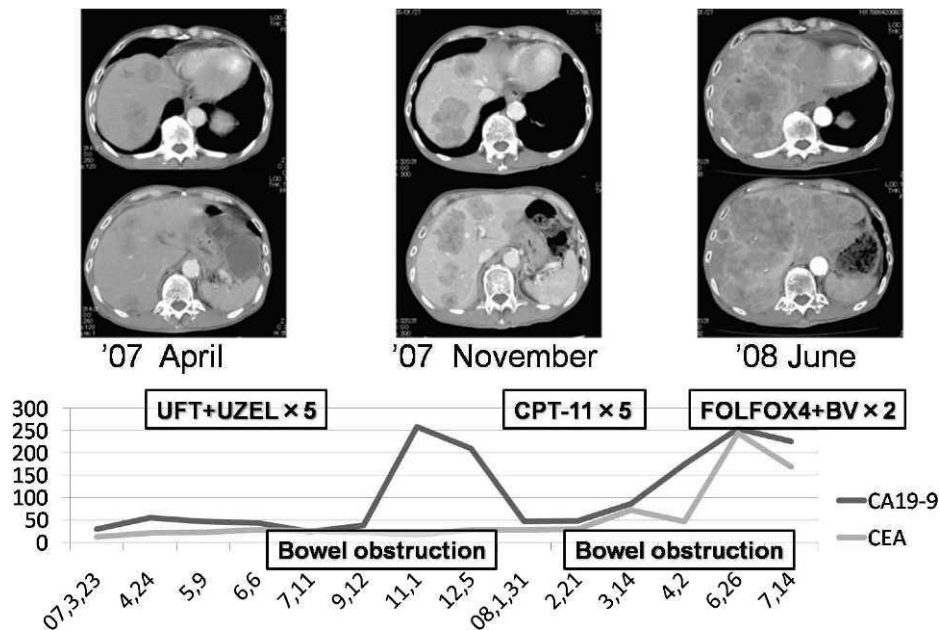 '07 April
'07 November
'08 June
UFT+UZEL × 5
CPT-11 × 5
FOLFOX4+BV × 2
300
250
200
150
100
50
0
CA19-9
CEA
Bowel obstruction
Bowel obstruction
07,3,23
4,24
5,9
6,6
7,11
9,12
11,1
12,5
08,1,31
2,21
3,14
4,2
6,26
7,14